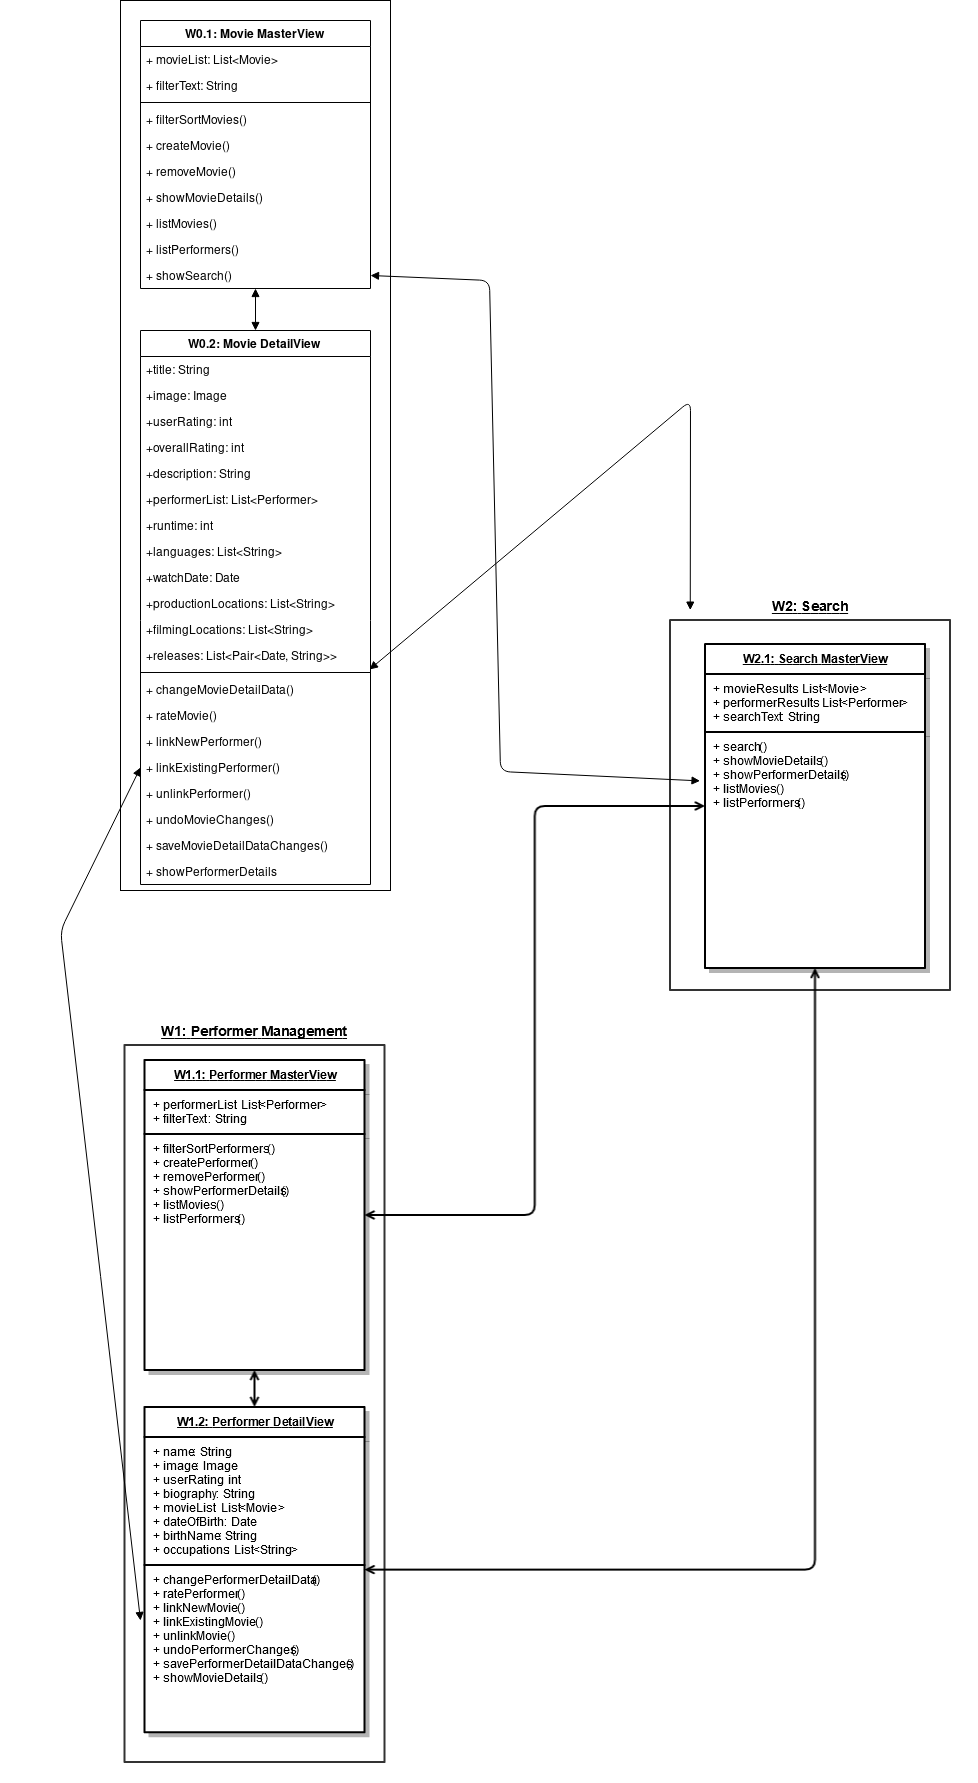 W0.1: Movie MasterView
+ movieList: List<Movie>
+ filterText: String
+ filterSortMovies()
+ createMovie()
+ removeMovie()
+ showMovieDetails()
+ listMovies()
+ listPerformers()
+ showSearch()
W0.2: Movie DetailView
+title: String
+image: Image
+userRating: int
+overallRating: int
+description: String
+performerList: List<Performer>
+runtime: int
+languages: List<String>
+watchDate: Date
+productionLocations: List<String>
+filmingLocations: List<String>
+releases: List<Pair<Date, String>>
+ changeMovieDetailData()
+ rateMovie()
+ linkNewPerformer()
+ linkExistingPerformer()
+ unlinkPerformer()
+ undoMovieChanges()
+ saveMovieDetailDataChanges()
+ showPerformerDetails
W2: Search
W2.1: Search MasterView
+ movieResults List<Movie>
+ performerResults List<Performer>
+ searchText String
+ search()
+ showMovieDetails()
+ showPerformerDetails()
+ listMovies()
+ listPerformers()
W1: Performer Management
W1.1: Performer MasterView
+ performerList List<Performer>
+ filterText: String
+ filterSortPerformers()
+ createPerformer()
+ removePerformer()
+ showPerformerDetails()
+ listMovies()
+ listPerformers()
W1.2: Performer DetailView
+ name: String
+ image: Image
+ userRating int
+ biography: String
+ movieList List<Movie>
+ dateOfBirth: Date
+ birthName: String
+ occupations List<String>
+ changePerformerDetailData()
+ ratePerformer()
+ linkNewMovie()
+ linkExistingMovie()
+ unlinkMovie()
+ undoPerformerChanges()
+ savePerformerDetailDataChanges()
+ showMovieDetails()